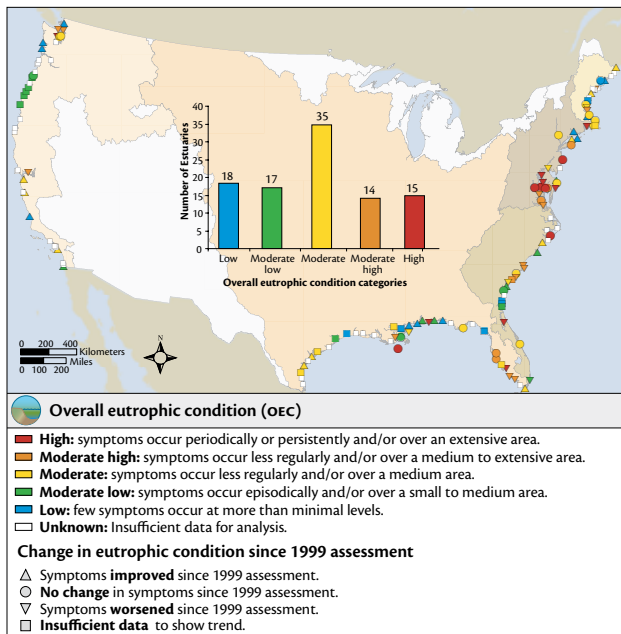 40
35
30
25
20
15
10
5
0
Number of Estuaries
18
17
35
14
15
Low
Moderate low
Moderate
Moderate high
High
Overall eutrophic condition categories
0 200 400
Kilometers
Miles
0 100 200
N
Overall eutrophic condition (OEC)
High: symptoms occur periodically or persistently and/or over an extensive area.
Moderate high: symptoms occur less regularly and/or over a medium to extensive area.
Moderate: symptoms occur less regularly and/or over a medium area.
Moderate low: symptoms occur episodically and/or over a small to medium area.
Low: few symptoms occur at more than minimal levels.
Unknown: Insufficient data for analysis.
Change in eutrophic condition since 1999 assessment
Symptoms improved since 1999 assessment.
No change in symptoms since 1999 assessment.
Symptoms worsened since 1999 assessment.
Insufficient data to show trend.